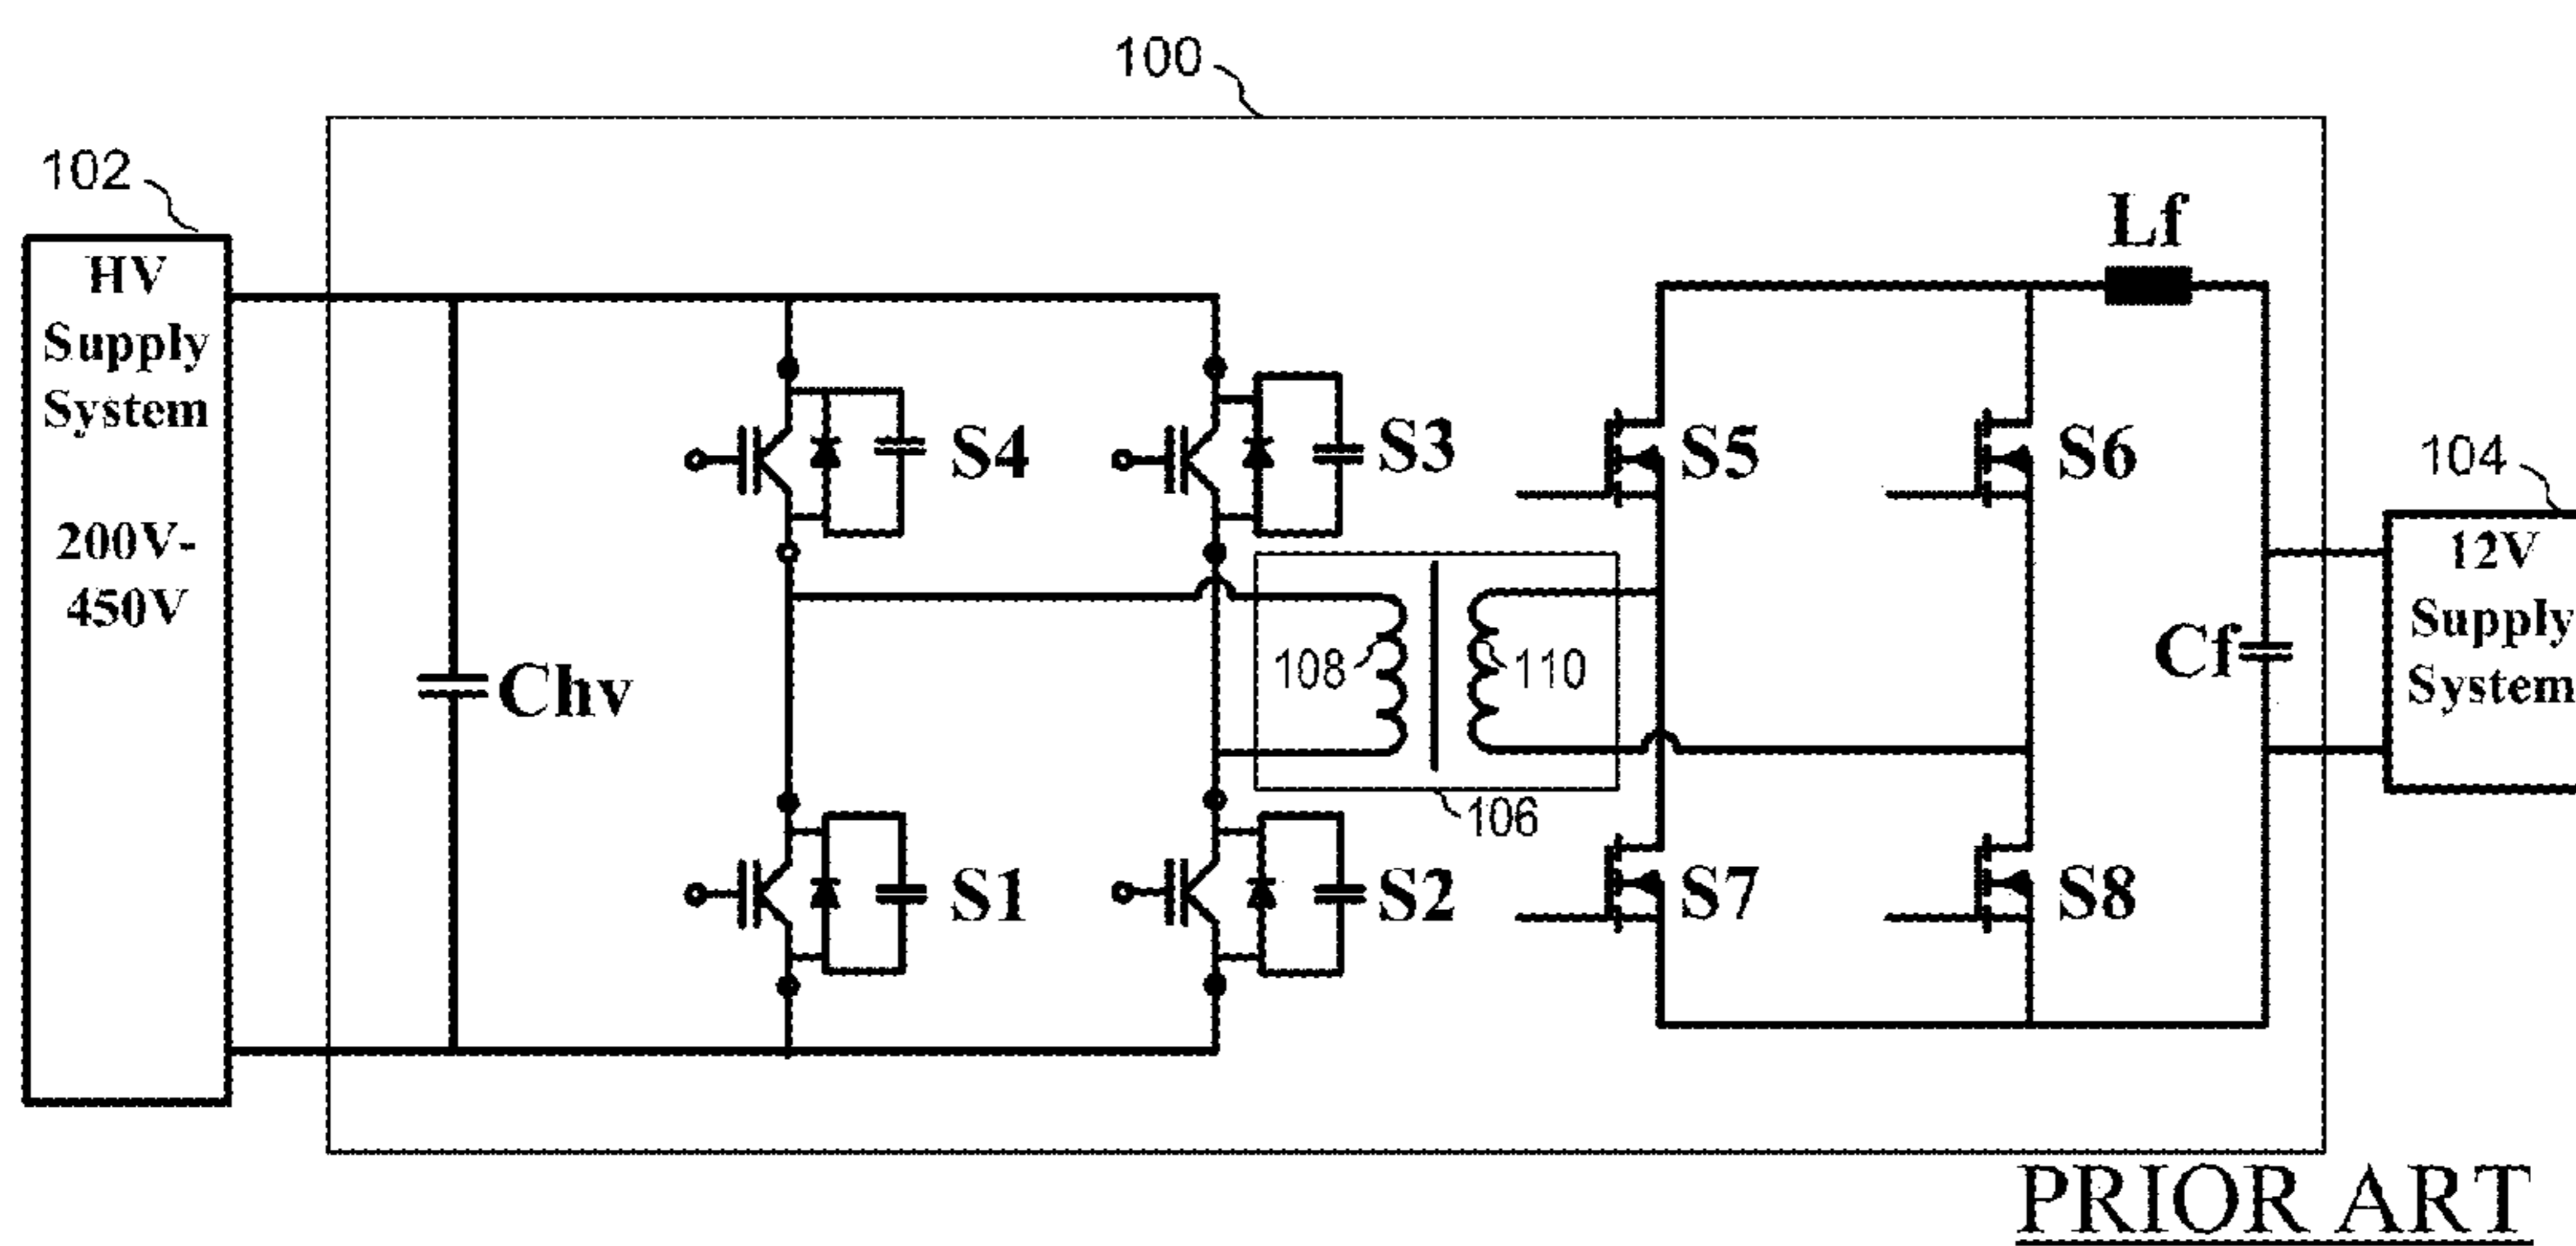 100
102
HV
Supply
System
200V-
450V
Lf
S4
S3
S5
S6
104
12V
Supply
System
108
110
Chv
Cf
106
S1
S2
S7
S8
PRIOR ART